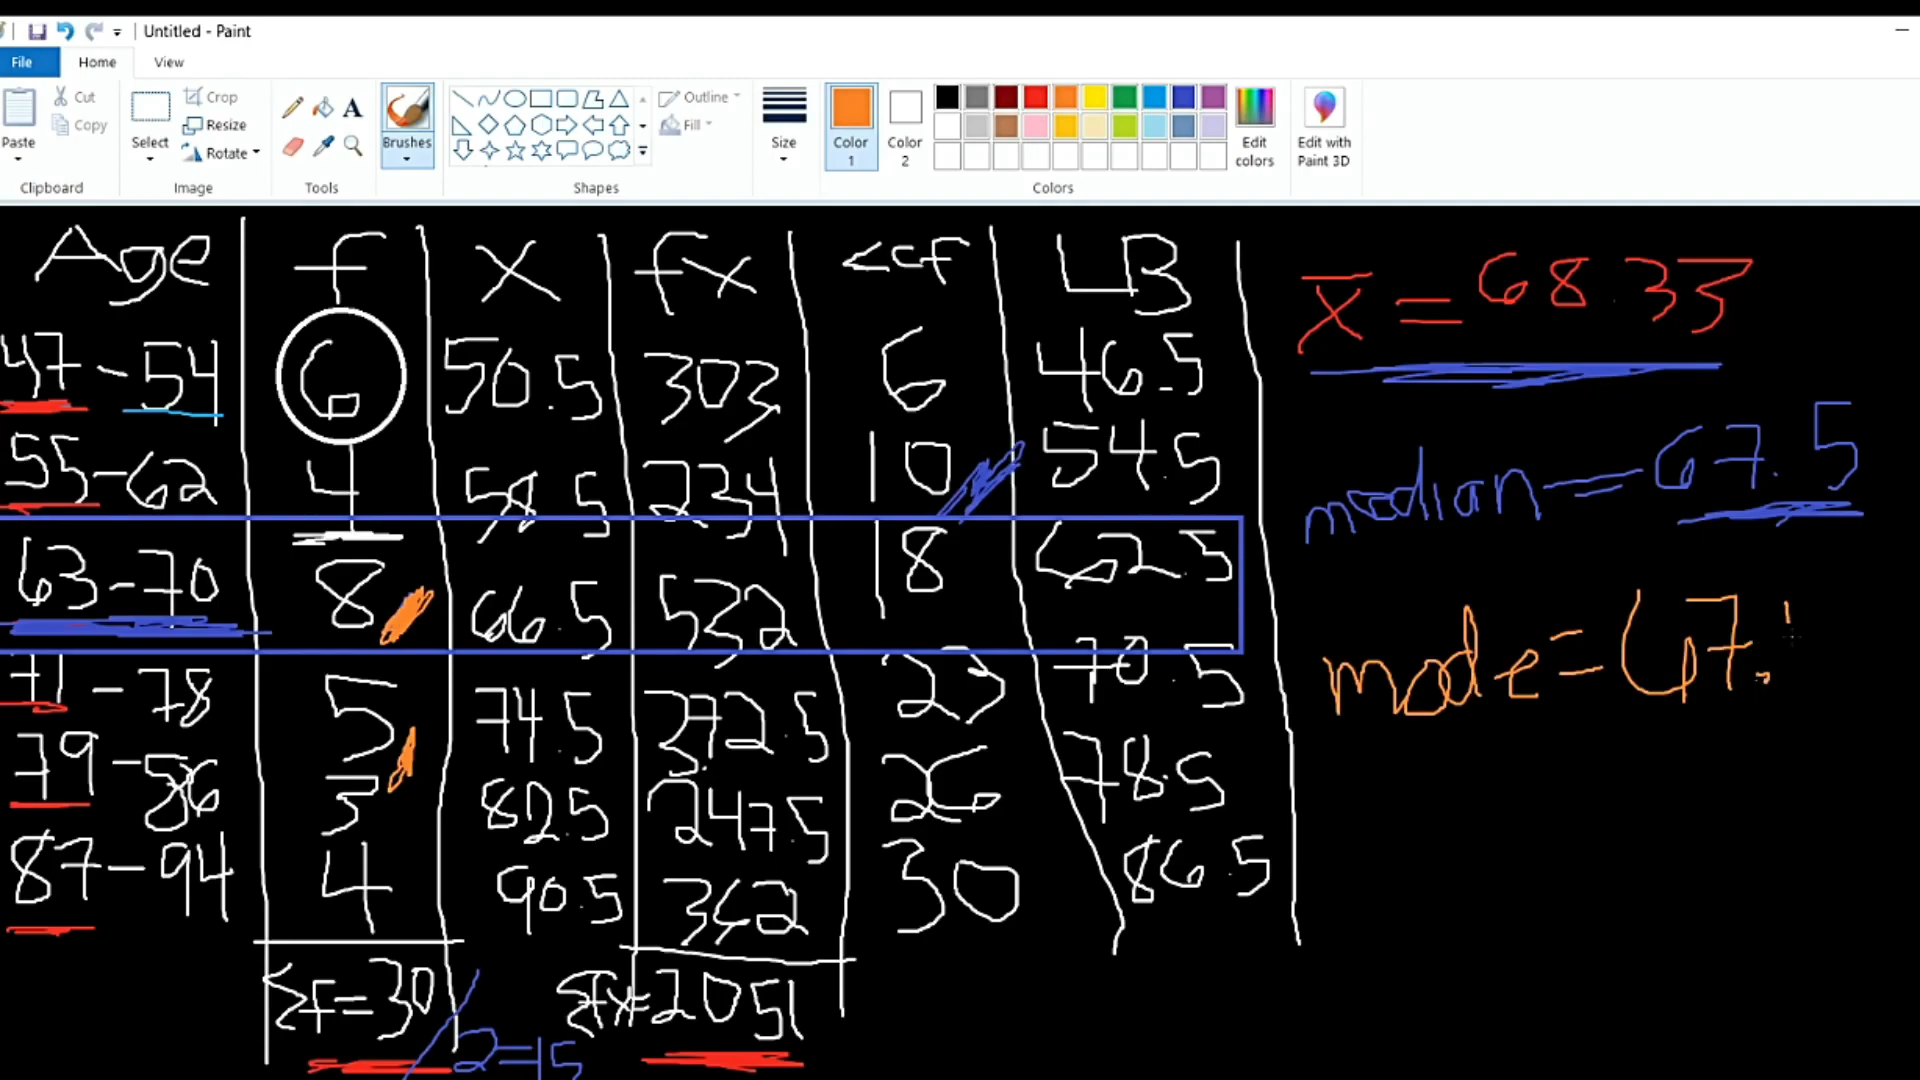 Untitled - Paint
File Home View
Paste Cut Copy Clipboard
Select Crop Resize Rotate Image
A Tools
Brushes
Outline Fill Shapes
Size
Color 1 Color 2 Edit colors Colors
Edit with Paint 3D
Age f x fx <cf LB
47-54 6 50.5 303 6 46.5
55-62 4 58.5 234 10 54.5
63-70 8 66.5 532 18 62.5
71-78 5 74.5 372.5 23 70.5
79-86 3 82.5 247.5 26 78.5
87-94 4 90.5 362 30 86.5
Σf=30 Σfx=2051
/2=15
x̅=68.33
median=67.5
mode=67.